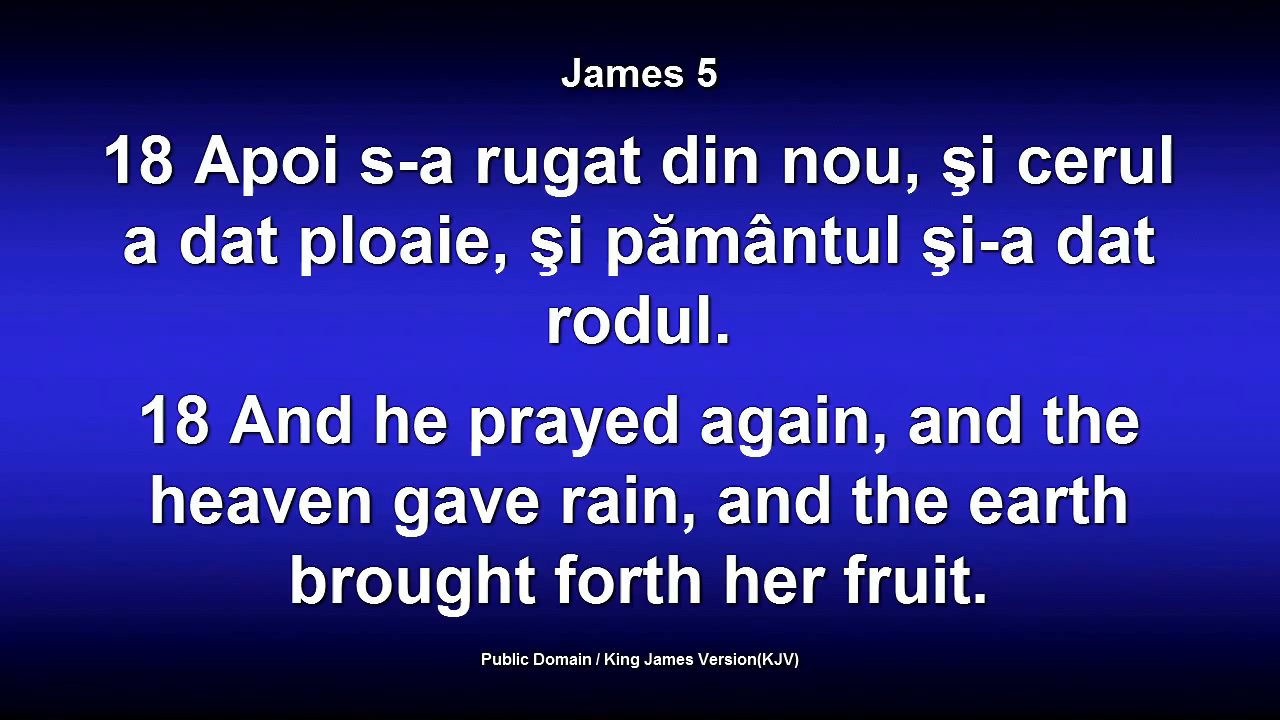 James 5
18 Apoi s-a rugat din nou, şi cerul
a dat ploaie, şi pământul şi-a dat
rodul.
18 And he prayed again, and the
heaven gave rain, and the earth
brought forth her fruit.
Public Domain / King James Version(KJV)